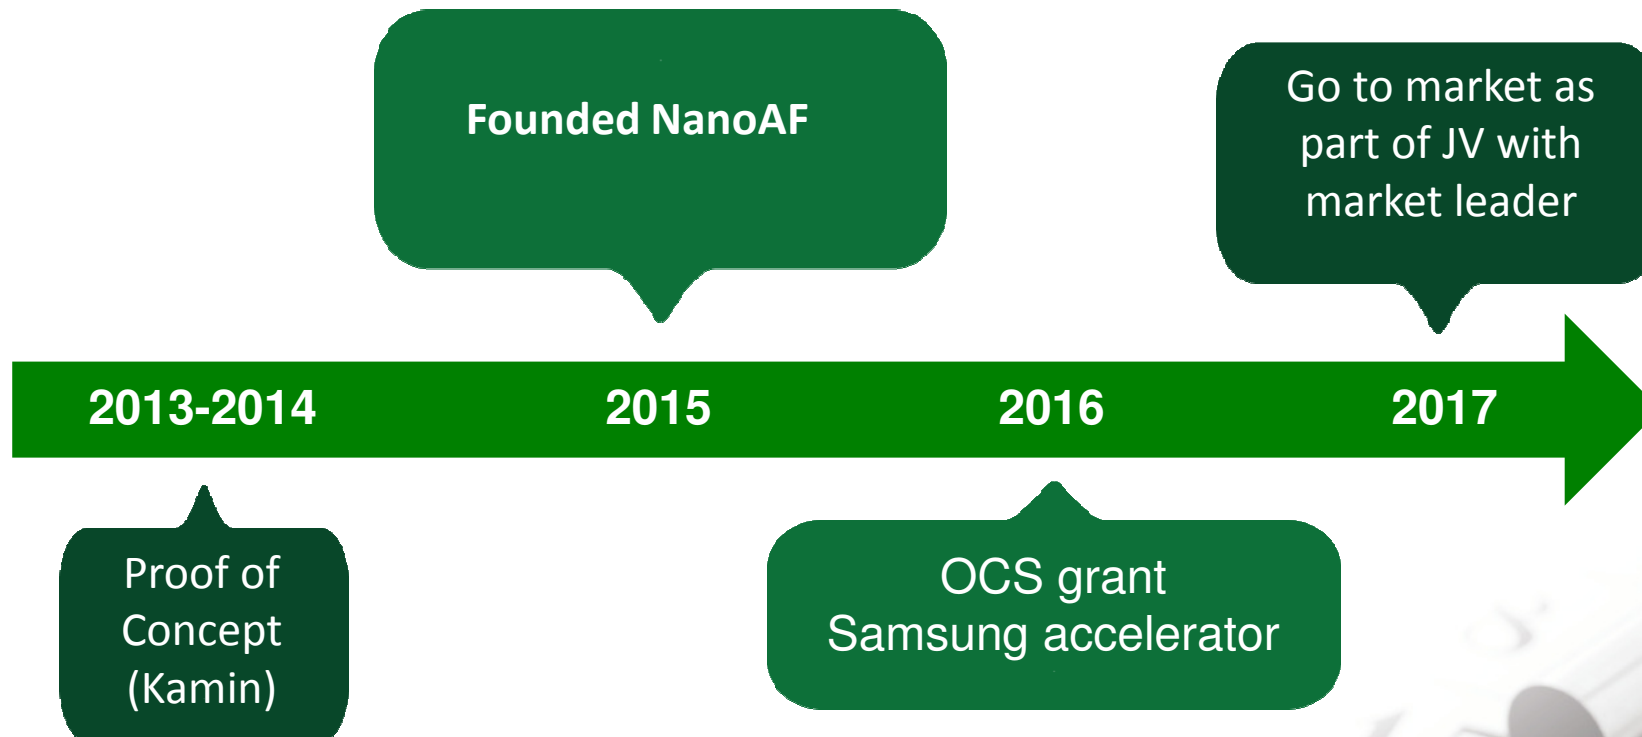 Founded NanoAF
Go to market as
part of JV with
market leader
2013-2014 2015 2016 2017
Proof of
Concept
(Kamin)
OCS grant
Samsung accelerator